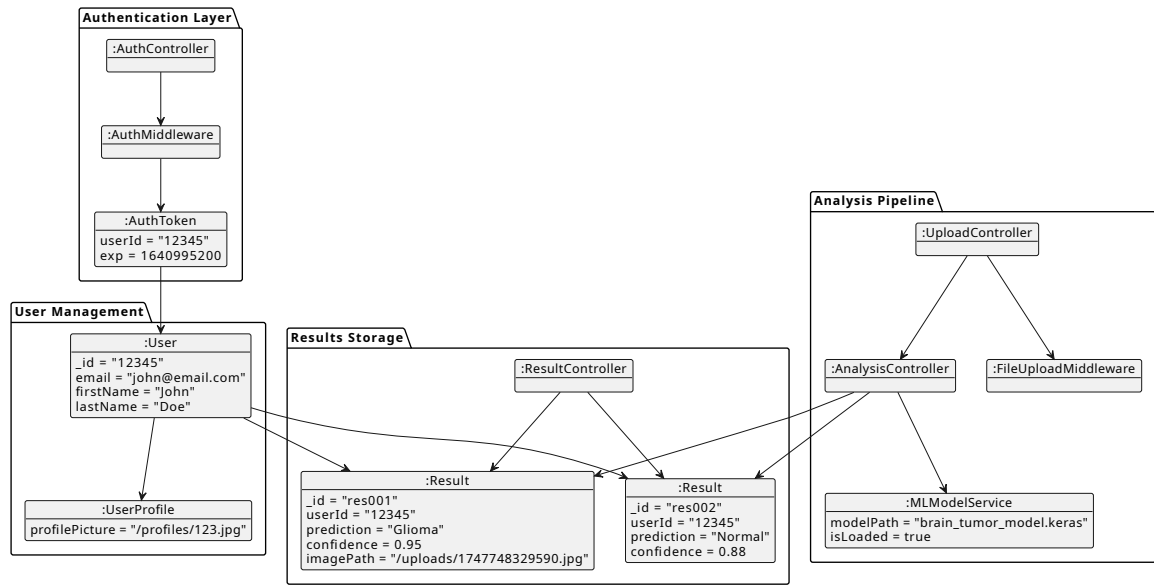 Authentication Layer
:AuthController
:AuthMiddleware
:AuthToken
userId = "12345"
exp = 1640995200
User Management
:User
_id = "12345"
email = "john@email.com"
firstName = "John"
lastName = "Doe"
:UserProfile
profilePicture = "/profiles/123.jpg"
Results Storage
:ResultController
:Result
_id = "res001"
userId = "12345"
prediction = "Glioma"
confidence = 0.95
imagePath = "/uploads/1747748329590.jpg"
:Result
_id = "res002"
userId = "12345"
prediction = "Normal"
confidence = 0.88
Analysis Pipeline
:UploadController
:AnalysisController
:FileUploadMiddleware
:MLModelService
modelPath = "brain_tumor_model.keras"
isLoaded = true